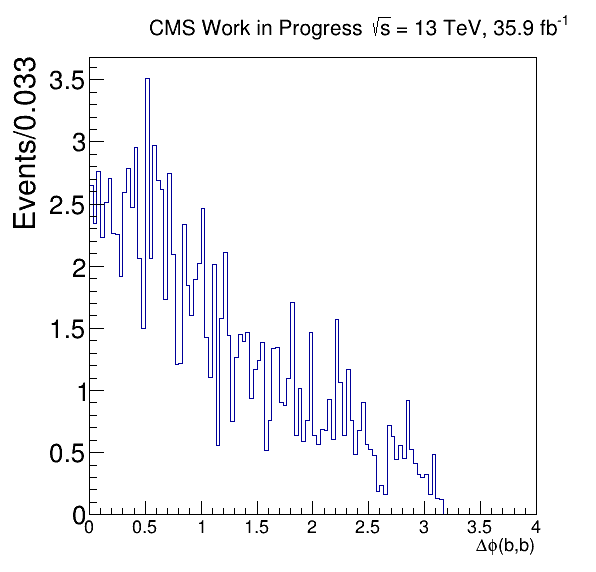 CMS Work in Progress √s = 13 TeV, 35.9 fb⁻¹
Events/0.033
3.5
3
2.5
2
1.5
1
0.5
0
0 0.5 1 1.5 2 2.5 3 3.5 4
Δϕ(b,b)